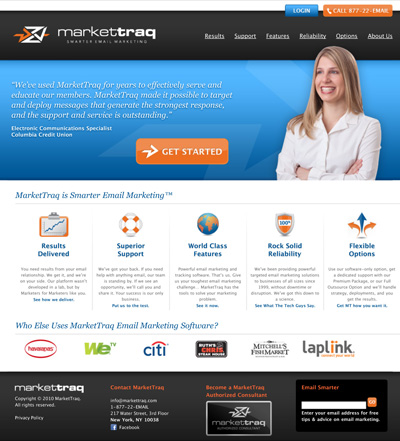 LOGIN
CALL 877-22-EMAIL
markettraq
SMARTER EMAIL MARKETING
Results Support Features Reliability Options About Us
"We've used MarketTraq for years to effectively serve and
educate our members. MarketTraq made it possible to target
and deploy messages that generate the strongest response,
and the support and service is outstanding."
Electronic Communications Specialist
Columbia Credit Union
GET STARTED
MarketTraq is Smarter Email Marketing™
Results
Delivered
You need results from your email
relationship. We get it, and we're
on your side. Our platform wasn't
developed in a lab, but by
Marketers for Marketers like you.
See how we deliver.
Superior
Support
We've got your back. If you need
help with anything email, our team
is standing by. If we see an
opportunity, we'll call you and
share it. Your success is our only
business.
Put us to the test.
World Class
Features
Powerful email marketing and
tracking software. That's us. Give
us your toughest email marketing
challenge. MarketTraq has the
tools to solve your marketing
problem.
See it now.
100%
Rock Solid
Reliability
We've been providing powerful
targeted email marketing solutions
to businesses of all sizes since
1998, without downtime or
disruption. We've got this down to
a science.
See What The Tech Guys Say.
Flexible
Options
Use our software-only option, get
a dedicated support with our
Premium Package, or our Full
Outsource Option and we'll handle
strategy, deployments, and you
get the results.
Get MT how you want it.
Who Else Uses MarketTraq Email Marketing Software?
havaianas
WeTV
citi
RUTH'S
CHRIS
STEAK HOUSE
MITCHELL'S
FISH MARKET
laplink
connect your world
markettraq
Copyright © 2010 MarketTraq.
All rights reserved.
Privacy Policy
Contact MarketTraq
info@markettraq.com
1-877-22-EMAIL
217 Water Street, 3rd Floor
New York, NY 10038
Facebook
Become a MarketTraq
Authorized Consultant
markettraq
AUTHORIZED CONSULTANT
Email Smarter
GO
Enter your email address for free
tips & advice on email marketing.